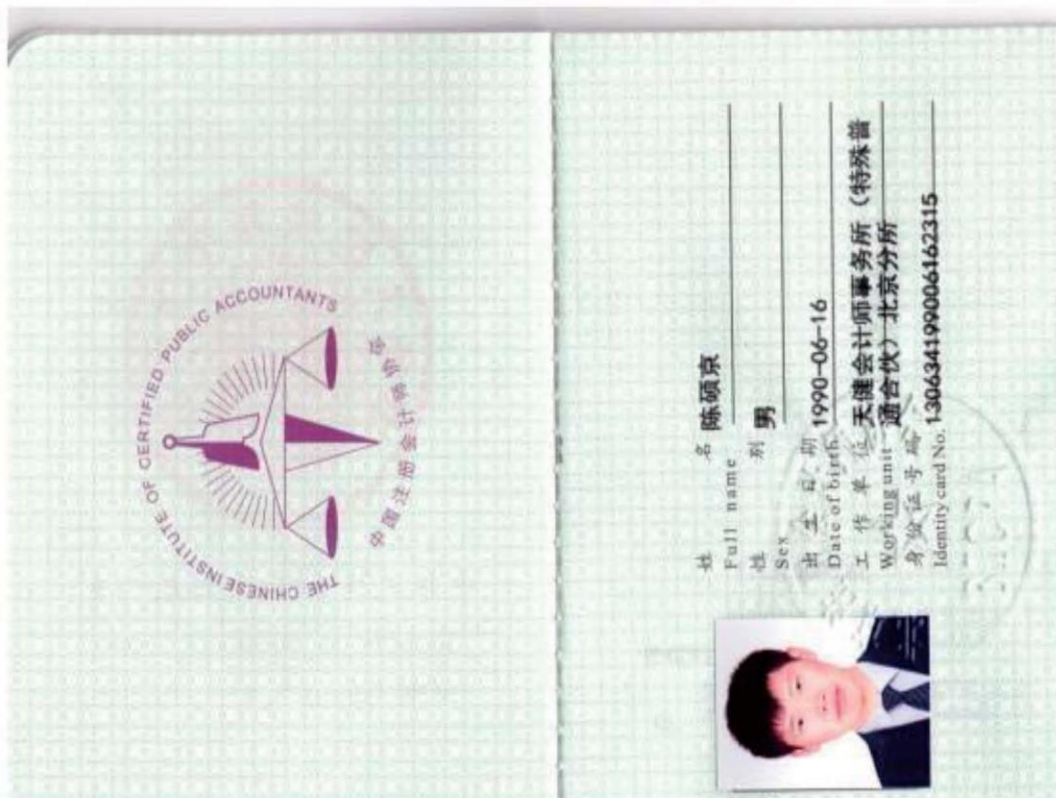 THE CHINESE INSTITUTE OF CERTIFIED PUBLIC ACCOUNTANTS
中国注册会计师协会
姓 名 陈硕京
Full name
性 别 男
Sex
出 生 日 期 1990-06-16
Date of birth
工 作 单 位 天健会计师事务所（特殊普
Working unit 通合伙）北京分所
身份证号码 130634199006162315
Identity card No.